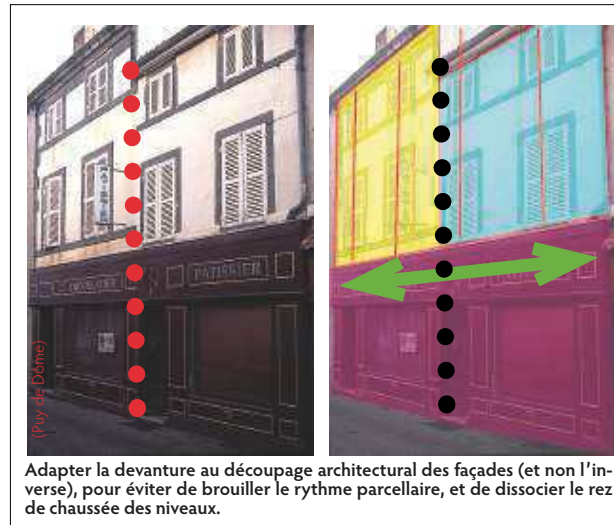 PATISSIER
(Puy de Dôme)
Adapter la devanture au découpage architectural des façades (et non l'in-
verse), pour éviter de brouiller le rythme parcellaire, et de dissocier le rez
de chaussée des niveaux.